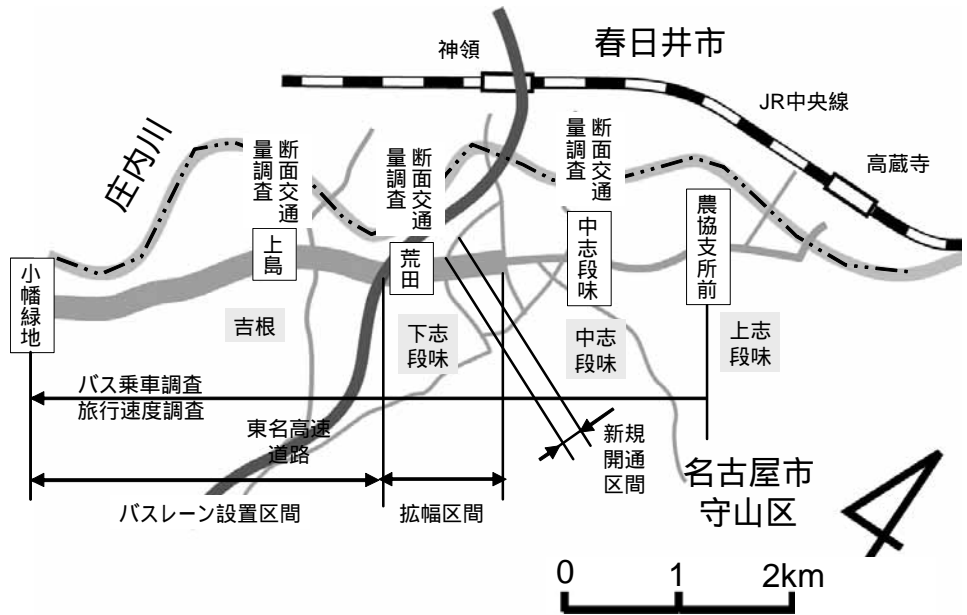 神領
春日井市
JR中央線
高蔵寺
庄内川
断面交通
量調査
断面交通
量調査
断面交通
量調査
小幡緑地
上島
荒田
中志段味
農協支所前
吉根
下志
段味
中志
段味
上志
段味
バス乗車調査
旅行速度調査
東名高速
道路
新規
開通
区間
名古屋市
守山区
バスレーン設置区間
拡幅区間
0 1 2km